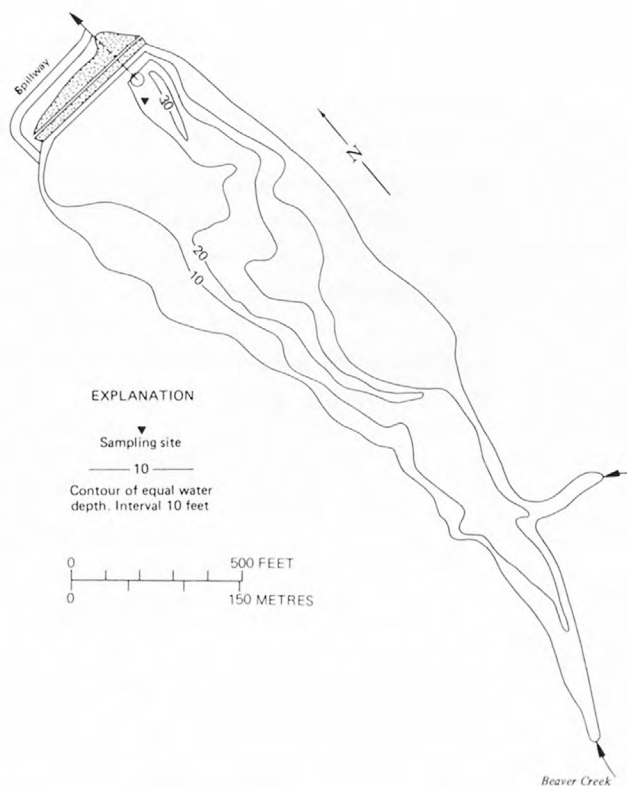 Spillway
30
N
20
10
EXPLANATION
Sampling site
10
Contour of equal water
depth. Interval 10 feet
0 500 FEET
0 150 METRES
Beaver Creek